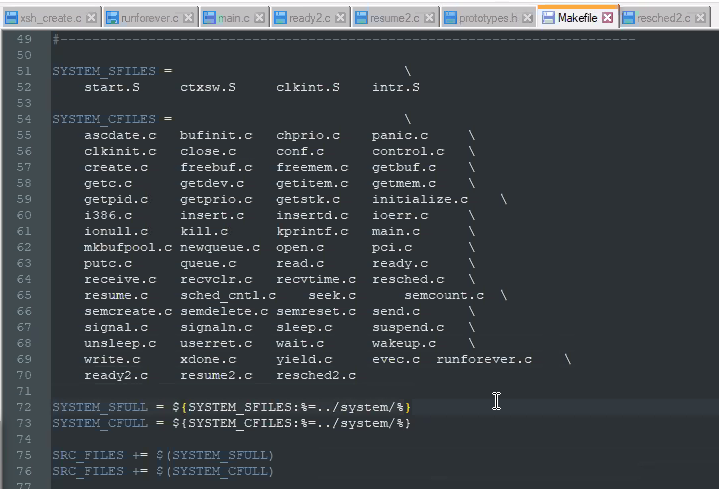 xsh_create.c runforever.c main.c ready2.c resume2.c prototypes.h Makefile resched2.c
49 #------------------------------------------------------------------------
50
51 SYSTEM_SFILES = \
52 start.S ctxsw.S clkint.S intr.S
53
54 SYSTEM_CFILES = \
55 ascdate.c bufinit.c chprio.c panic.c \
56 clkinit.c close.c conf.c control.c \
57 create.c freebuf.c freemem.c getbuf.c \
58 getc.c getdev.c getitem.c getmem.c \
59 getpid.c getprio.c getstk.c initialize.c \
60 i386.c insert.c insertd.c ioerr.c \
61 ionull.c kill.c kprintf.c main.c \
62 mkbufpool.c newqueue.c open.c pci.c \
63 putc.c queue.c read.c ready.c \
64 receive.c recvclr.c recvtime.c resched.c \
65 resume.c sched_cntl.c seek.c semcount.c \
66 semcreate.c semdelete.c semreset.c send.c \
67 signal.c signaln.c sleep.c suspend.c \
68 unsleep.c userret.c wait.c wakeup.c \
69 write.c xdone.c yield.c evec.c runforever.c \
70 ready2.c resume2.c resched2.c
71
72 SYSTEM_SFULL = ${SYSTEM_SFILES:%=../system/%}
73 SYSTEM_CFULL = ${SYSTEM_CFILES:%=../system/%}
74
75 SRC_FILES += $(SYSTEM_SFULL)
76 SRC_FILES += $(SYSTEM_CFULL)
77